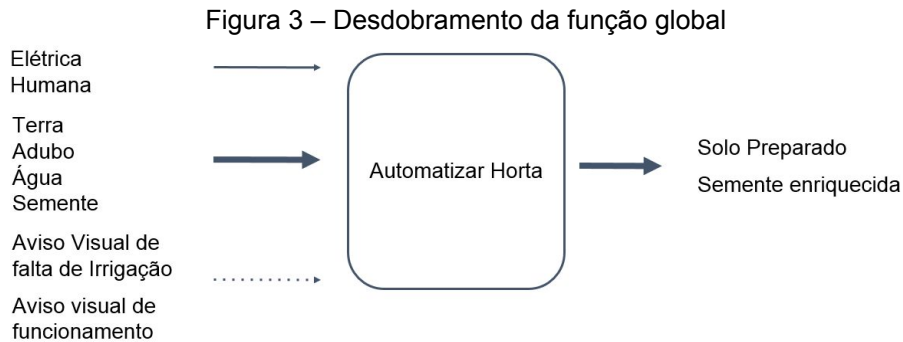 Figura 3 – Desdobramento da função global
Elétrica
Humana
Terra
Adubo
Água
Semente
Aviso Visual de
falta de Irrigação
Aviso visual de
funcionamento
Automatizar Horta
Solo Preparado
Semente enriquecida